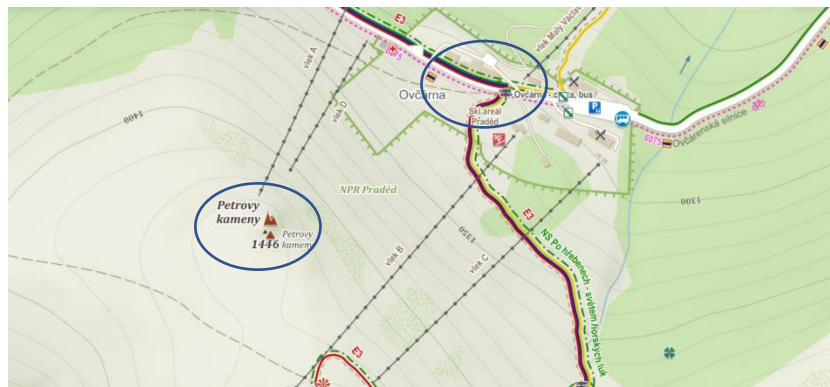 E3
vlek A
6075
vlek Malý Václav
Ovčárna
Ovčárna - chata, bus
Ski areál
Praděd
vlek D
P
6075
Ovčárenská silnice
1400
NPR Praděd
Petrovy
kameny
Petrovy
1446
E3
1300
1350
vlek B
vlek C
NS Po hřebenech - světem horských luk
E3